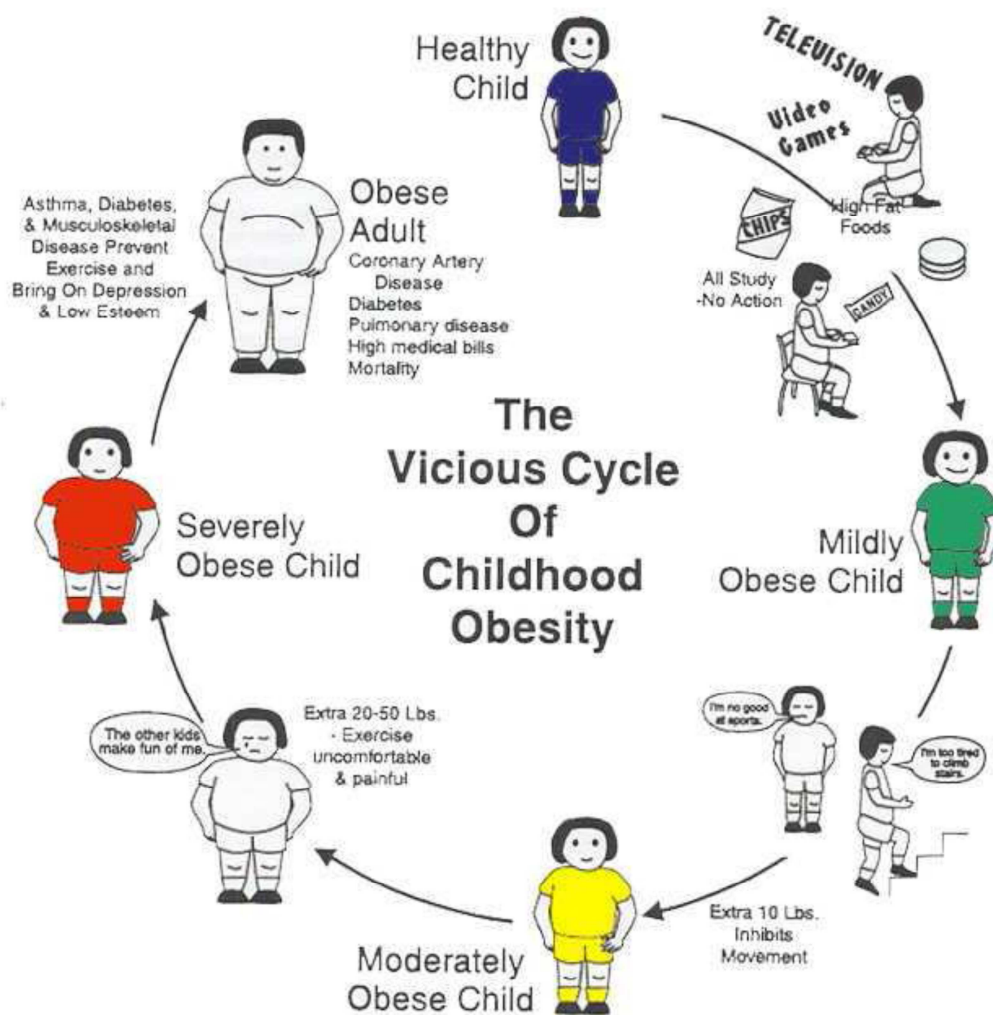 Healthy
Child
TELEVISION
Video
Games
CHIPS
High Fat
Foods
All Study
-No Action
CANDY
Mildly
Obese Child
I'm no good
at sports.
I'm too tired
to climb
stairs.
Extra 10 Lbs.
Inhibits
Movement
Moderately
Obese Child
Extra 20-50 Lbs.
- Exercise
uncomfortable
& painful
The other kids
make fun of me.
Severely
Obese Child
Asthma, Diabetes,
& Musculoskeletal
Disease Prevent
Exercise and
Bring On Depression
& Low Esteem
Obese
Adult
Coronary Artery
Disease
Diabetes
Pulmonary disease
High medical bills
Mortality
The
Vicious Cycle
Of
Childhood
Obesity